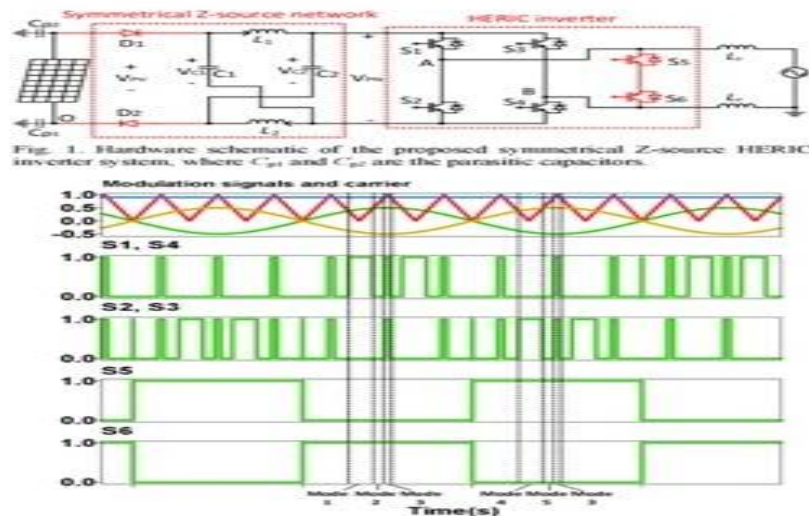 Symmetrical Z-source network HERIC inverter
Cp2
D1
L1
S1
S3
A
VPV
VC1
C1
VC2
C2
S5
B
S2
S4
S6
O
D2
L2
Cp1
Fig. 1. Hardware schematic of the proposed symmetrical Z-source HERIC
inverter system, where Cp1 and Cp2 are the parasitic capacitors.
Modulation signals and carrier
1.0
0.5
0.0
-0.5
S1, S4
1.0
0.0
S2, S3
1.0
0.0
S5
1.0
0.0
S6
1.0
0.0
Mode Mode Mode Mode Mode Mode
1 2 3 4 5 3
Time(s)